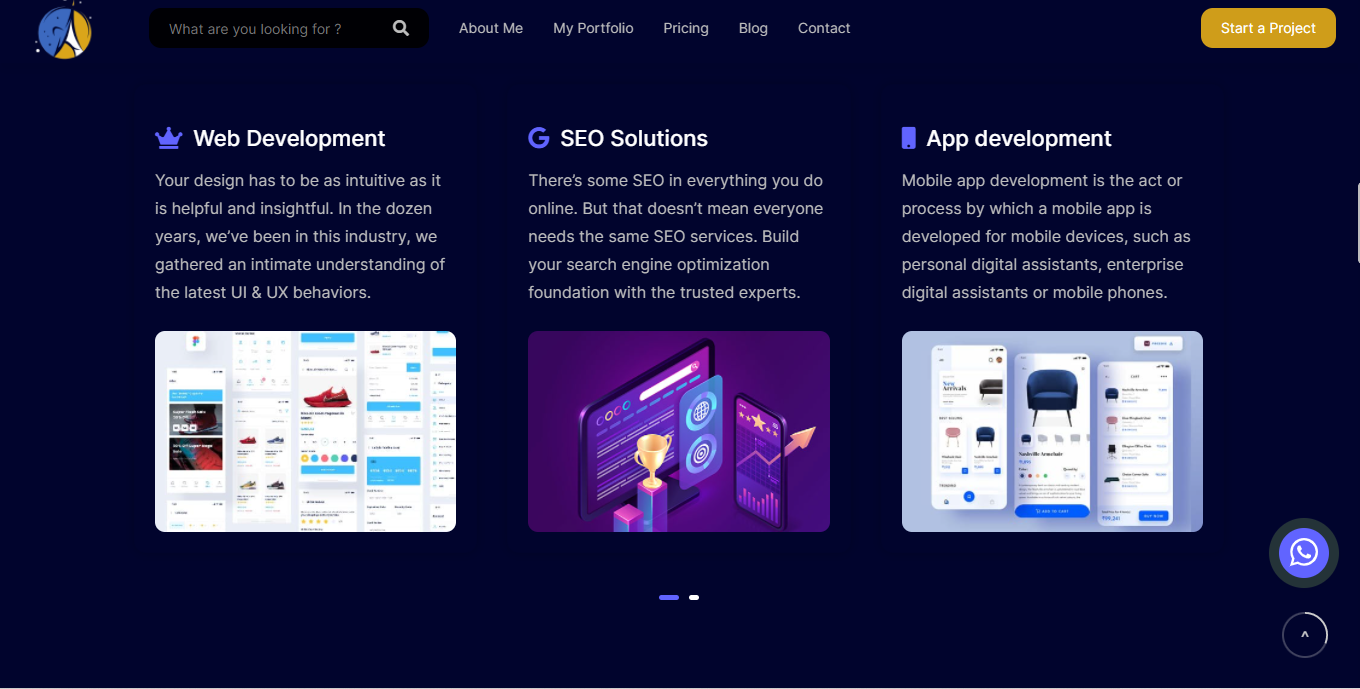 What are you looking for ?
About Me
My Portfolio
Pricing
Blog
Contact
Start a Project
Web Development
Your design has to be as intuitive as it
is helpful and insightful. In the dozen
years, we’ve been in this industry, we
gathered an intimate understanding of
the latest UI & UX behaviors.
SEO Solutions
There’s some SEO in everything you do
online. But that doesn’t mean everyone
needs the same SEO services. Build
your search engine optimization
foundation with the trusted experts.
App development
Mobile app development is the act or
process by which a mobile app is
developed for mobile devices, such as
personal digital assistants, enterprise
digital assistants or mobile phones.
New
Arrivals
BEST SELLING
Nashville Armchair
TRENDING
ADD TO CART
CART
BUY NOW
^